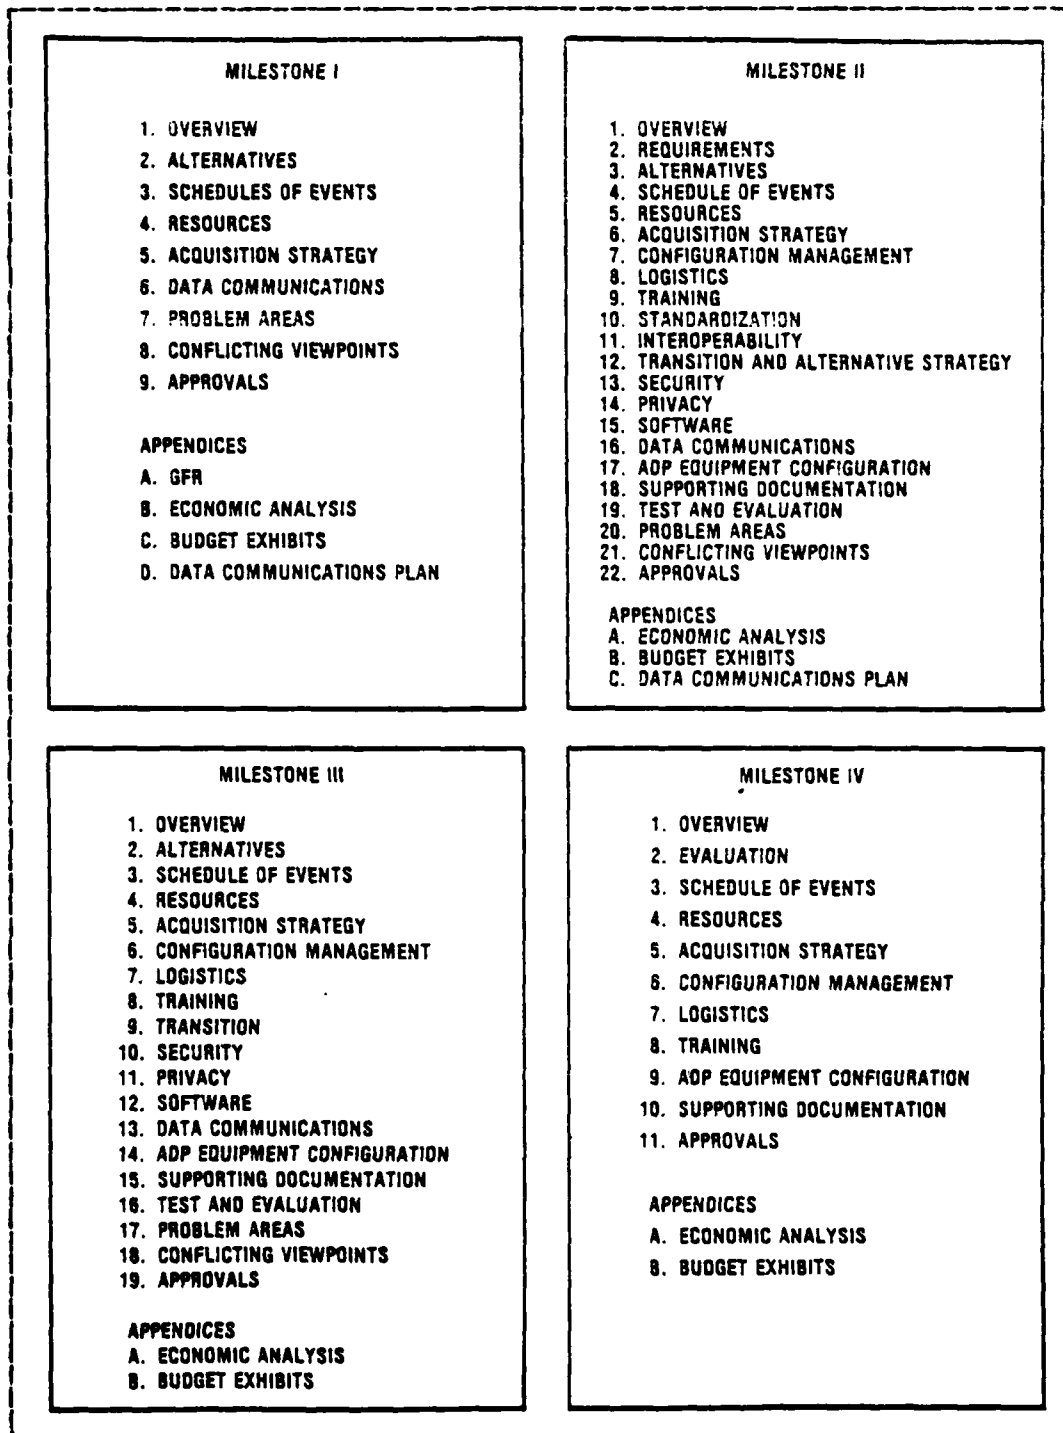 MILESTONE I
1. OVERVIEW
2. ALTERNATIVES
3. SCHEDULES OF EVENTS
4. RESOURCES
5. ACQUISITION STRATEGY
6. DATA COMMUNICATIONS
7. PROBLEM AREAS
8. CONFLICTING VIEWPOINTS
9. APPROVALS
APPENDICES
A. GFR
B. ECONOMIC ANALYSIS
C. BUDGET EXHIBITS
D. DATA COMMUNICATIONS PLAN
MILESTONE II
1. OVERVIEW
2. REQUIREMENTS
3. ALTERNATIVES
4. SCHEDULE OF EVENTS
5. RESOURCES
6. ACQUISITION STRATEGY
7. CONFIGURATION MANAGEMENT
8. LOGISTICS
9. TRAINING
10. STANDARDIZATION
11. INTEROPERABILITY
12. TRANSITION AND ALTERNATIVE STRATEGY
13. SECURITY
14. PRIVACY
15. SOFTWARE
16. DATA COMMUNICATIONS
17. ADP EQUIPMENT CONFIGURATION
18. SUPPORTING DOCUMENTATION
19. TEST AND EVALUATION
20. PROBLEM AREAS
21. CONFLICTING VIEWPOINTS
22. APPROVALS
APPENDICES
A. ECONOMIC ANALYSIS
B. BUDGET EXHIBITS
C. DATA COMMUNICATIONS PLAN
MILESTONE III
1. OVERVIEW
2. ALTERNATIVES
3. SCHEDULE OF EVENTS
4. RESOURCES
5. ACQUISITION STRATEGY
6. CONFIGURATION MANAGEMENT
7. LOGISTICS
8. TRAINING
9. TRANSITION
10. SECURITY
11. PRIVACY
12. SOFTWARE
13. DATA COMMUNICATIONS
14. ADP EQUIPMENT CONFIGURATION
15. SUPPORTING DOCUMENTATION
16. TEST AND EVALUATION
17. PROBLEM AREAS
18. CONFLICTING VIEWPOINTS
19. APPROVALS
APPENDICES
A. ECONOMIC ANALYSIS
B. BUDGET EXHIBITS
MILESTONE IV
1. OVERVIEW
2. EVALUATION
3. SCHEDULE OF EVENTS
4. RESOURCES
5. ACQUISITION STRATEGY
6. CONFIGURATION MANAGEMENT
7. LOGISTICS
8. TRAINING
9. ADP EQUIPMENT CONFIGURATION
10. SUPPORTING DOCUMENTATION
11. APPROVALS
APPENDICES
A. ECONOMIC ANALYSIS
B. BUDGET EXHIBITS